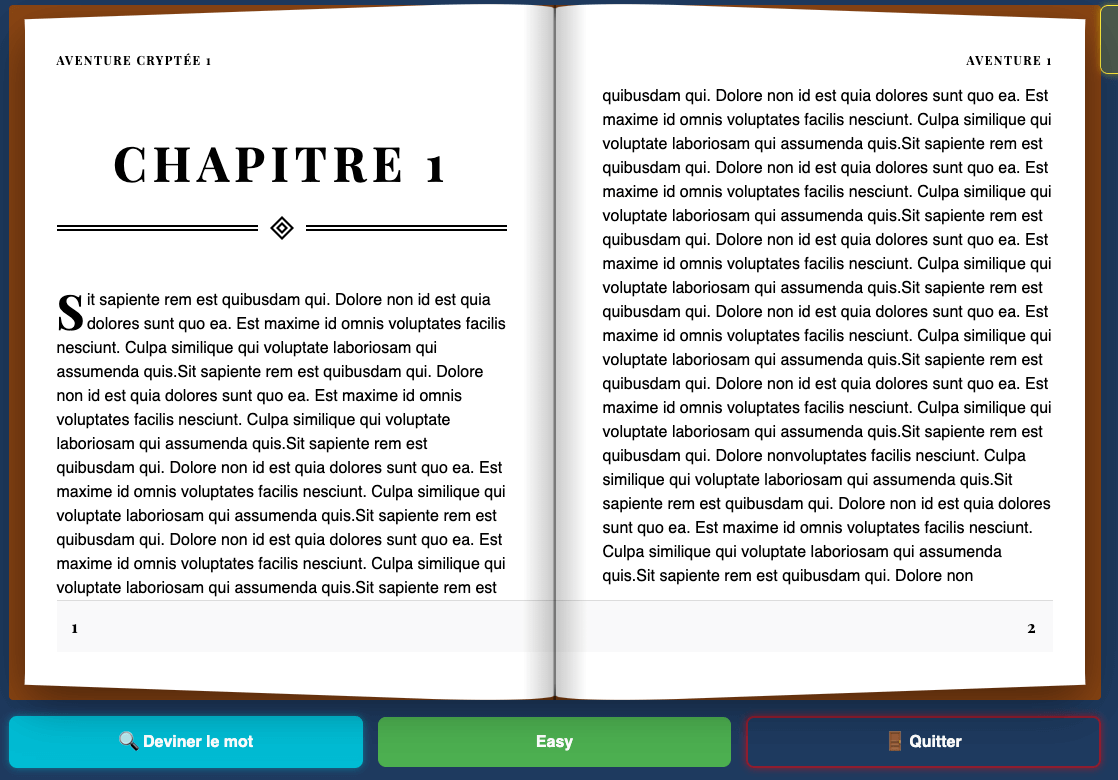 AVENTURE CRYPTÉE 1
CHAPITRE 1
Sit sapiente rem est quibusdam qui. Dolore non id est quia
dolores sunt quo ea. Est maxime id omnis voluptates facilis
nesciunt. Culpa similique qui voluptate laboriosam qui
assumenda quis.Sit sapiente rem est quibusdam qui. Dolore
non id est quia dolores sunt quo ea. Est maxime id omnis
voluptates facilis nesciunt. Culpa similique qui voluptate
laboriosam qui assumenda quis.Sit sapiente rem est
quibusdam qui. Dolore non id est quia dolores sunt quo ea. Est
maxime id omnis voluptates facilis nesciunt. Culpa similique qui
voluptate laboriosam qui assumenda quis.Sit sapiente rem est
quibusdam qui. Dolore non id est quia dolores sunt quo ea. Est
maxime id omnis voluptates facilis nesciunt. Culpa similique qui
voluptate laboriosam qui assumenda quis.Sit sapiente rem est
1
AVENTURE 1
quibusdam qui. Dolore non id est quia dolores sunt quo ea. Est
maxime id omnis voluptates facilis nesciunt. Culpa similique qui
voluptate laboriosam qui assumenda quis.Sit sapiente rem est
quibusdam qui. Dolore non id est quia dolores sunt quo ea. Est
maxime id omnis voluptates facilis nesciunt. Culpa similique qui
voluptate laboriosam qui assumenda quis.Sit sapiente rem est
quibusdam qui. Dolore non id est quia dolores sunt quo ea. Est
maxime id omnis voluptates facilis nesciunt. Culpa similique qui
voluptate laboriosam qui assumenda quis.Sit sapiente rem est
quibusdam qui. Dolore non id est quia dolores sunt quo ea. Est
maxime id omnis voluptates facilis nesciunt. Culpa similique qui
voluptate laboriosam qui assumenda quis.Sit sapiente rem est
quibusdam qui. Dolore non id est quia dolores sunt quo ea. Est
maxime id omnis voluptates facilis nesciunt. Culpa similique qui
voluptate laboriosam qui assumenda quis.Sit sapiente rem est
quibusdam qui. Dolore nonvoluptates facilis nesciunt. Culpa
similique qui voluptate laboriosam qui assumenda quis.Sit
sapiente rem est quibusdam qui. Dolore non id est quia dolores
sunt quo ea. Est maxime id omnis voluptates facilis nesciunt.
Culpa similique qui voluptate laboriosam qui assumenda
quis.Sit sapiente rem est quibusdam qui. Dolore non
2
🔍 Deviner le mot
Easy
🚪 Quitter